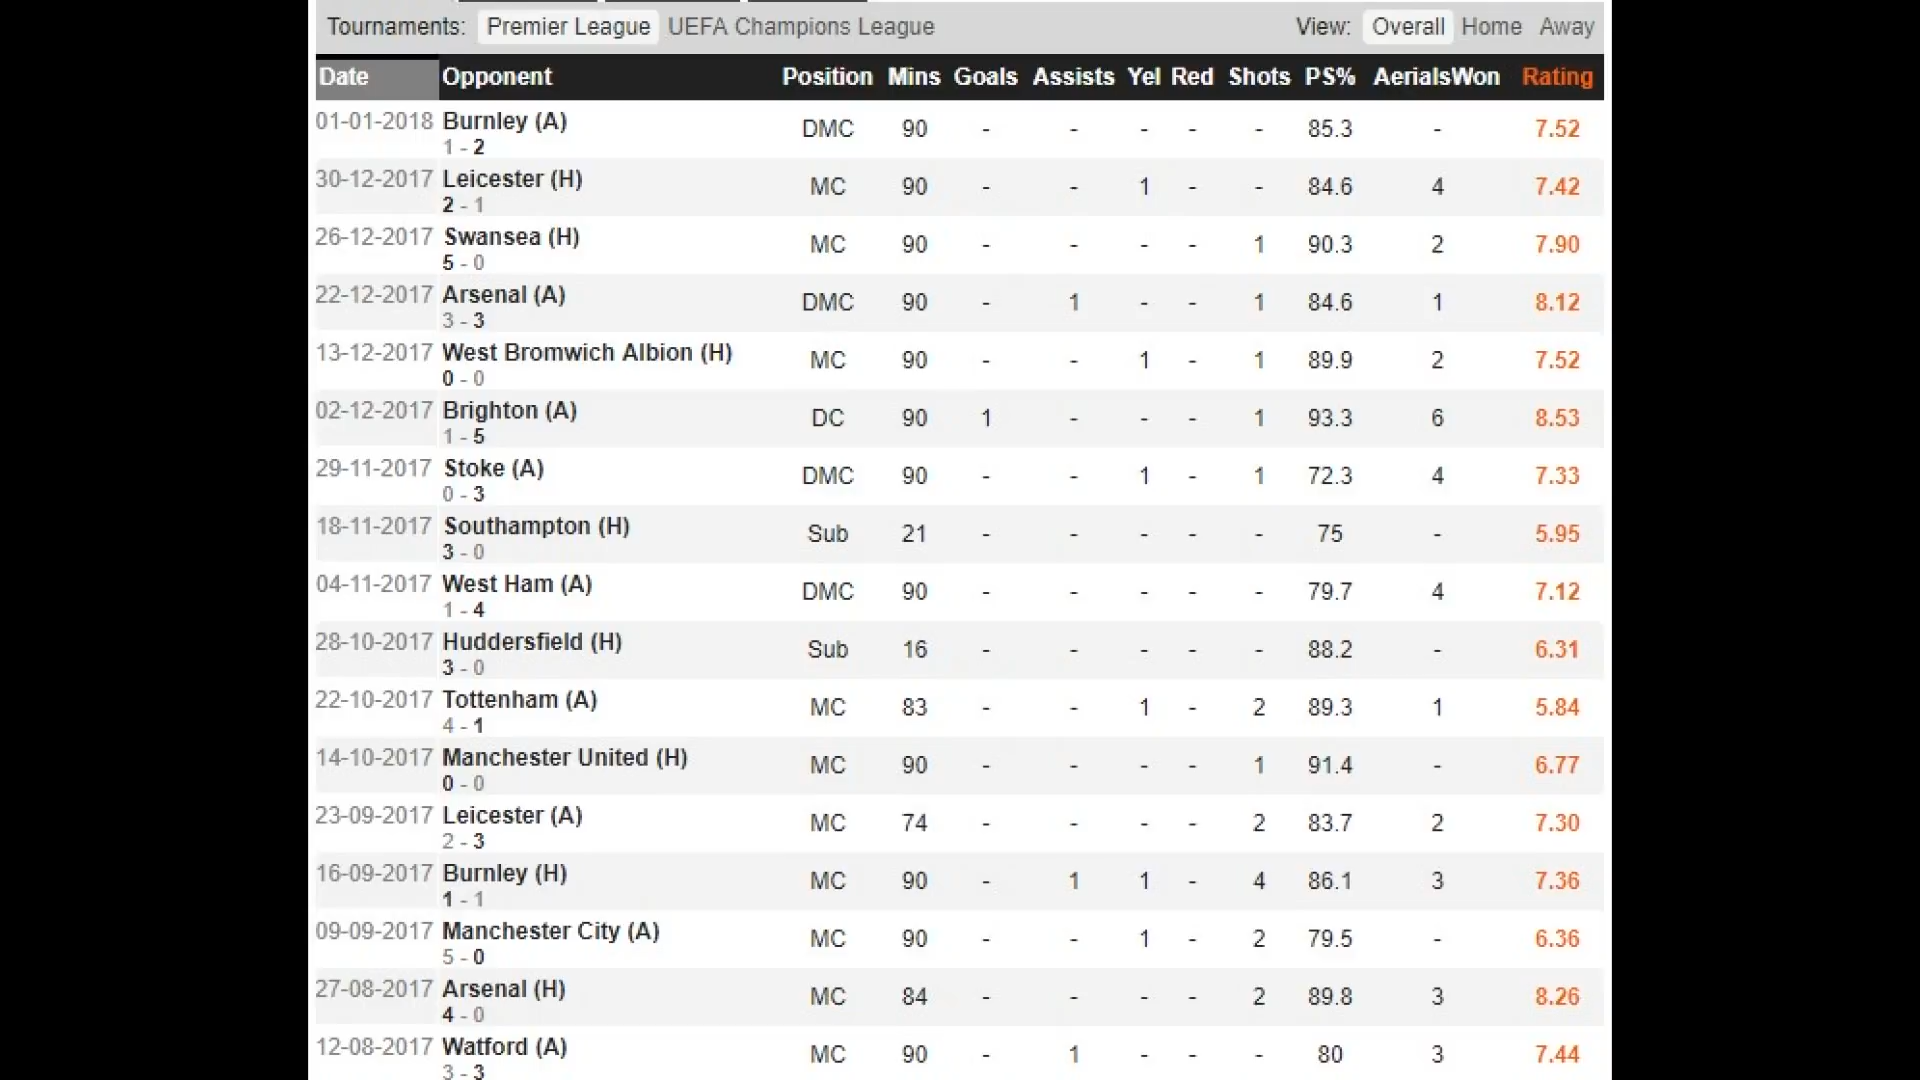 Tournaments: Premier League UEFA Champions League View: Overall Home Away
Date Opponent Position Mins Goals Assists Yel Red Shots PS% AerialsWon Rating
01-01-2018 Burnley (A) DMC 90 - - - - - 85.3 - 7.52
1 - 2
30-12-2017 Leicester (H) MC 90 - - 1 - - 84.6 4 7.42
2 - 1
26-12-2017 Swansea (H) MC 90 - - - - 1 90.3 2 7.90
5 - 0
22-12-2017 Arsenal (A) DMC 90 - 1 - - 1 84.6 1 8.12
3 - 3
13-12-2017 West Bromwich Albion (H) MC 90 - - 1 - 1 89.9 2 7.52
0 - 0
02-12-2017 Brighton (A) DC 90 1 - - - 1 93.3 6 8.53
1 - 5
29-11-2017 Stoke (A) DMC 90 - - 1 - 1 72.3 4 7.33
0 - 3
18-11-2017 Southampton (H) Sub 21 - - - - - 75 - 5.95
3 - 0
04-11-2017 West Ham (A) DMC 90 - - - - - 79.7 4 7.12
1 - 4
28-10-2017 Huddersfield (H) Sub 16 - - - - - 88.2 - 6.31
3 - 0
22-10-2017 Tottenham (A) MC 83 - - 1 - 2 89.3 1 5.84
4 - 1
14-10-2017 Manchester United (H) MC 90 - - - - 1 91.4 - 6.77
0 - 0
23-09-2017 Leicester (A) MC 74 - - - - 2 83.7 2 7.30
2 - 3
16-09-2017 Burnley (H) MC 90 - 1 1 - 4 86.1 3 7.36
1 - 1
09-09-2017 Manchester City (A) MC 90 - - 1 - 2 79.5 - 6.36
5 - 0
27-08-2017 Arsenal (H) MC 84 - - - - 2 89.8 3 8.26
4 - 0
12-08-2017 Watford (A) MC 90 - 1 - - - 80 3 7.44
3 - 3